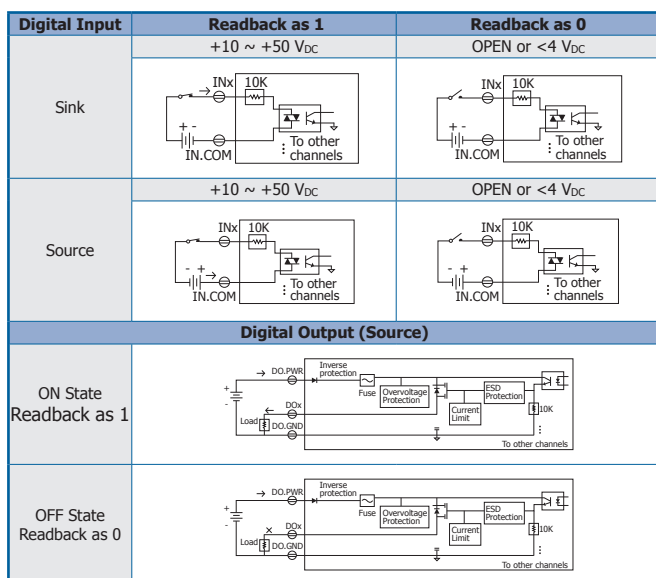 Digital Input Readback as 1 Readback as 0
+10 ~ +50 VDC OPEN or <4 VDC
Sink
INx 10K
+ -
IN.COM
To other
channels
INx 10K
+ -
IN.COM
To other
channels
+10 ~ +50 VDC OPEN or <4 VDC
Source
INx 10K
- +
IN.COM
To other
channels
INx 10K
- +
IN.COM
To other
channels
Digital Output (Source)
ON State
Readback as 1
DO.PWR
Inverse
protection
Fuse
Overvoltage
Protection
ESD
Protection
Current
Limit
10K
+
-
DOx
Load
DO.GND
To other channels
OFF State
Readback as 0
DO.PWR
Inverse
protection
Fuse
Overvoltage
Protection
ESD
Protection
Current
Limit
10K
+
-
DOx
Load
DO.GND
To other channels